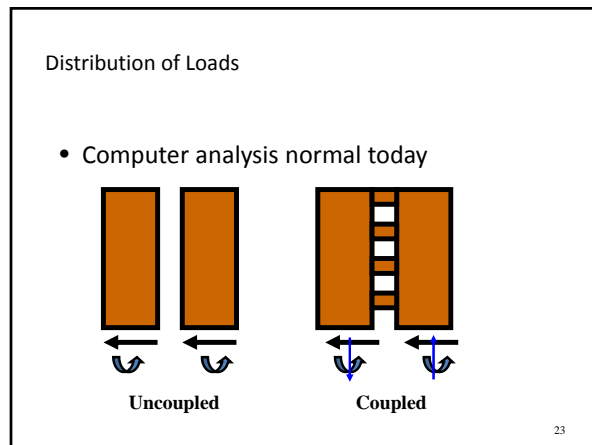 Distribution of Loads
• Computer analysis normal today
Uncoupled
Coupled
23